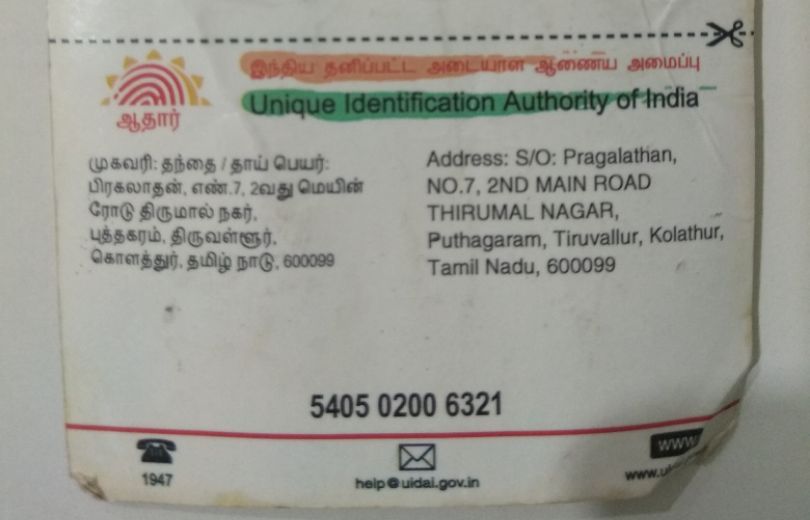 இந்திய தனிப்பட்ட அடையாள ஆணைய அமைப்பு
Unique Identification Authority of India
ஆதார்
முகவரி: தந்தை / தாய் பெயர்:
பிரகலாதன், எண்.7, 2வது மெயின்
ரோடு திருமால் நகர்,
புத்தகரம், திருவள்ளூர்,
கொளத்துர், தமிழ் நாடு, 600099
Address: S/O: Pragalathan,
NO.7, 2ND MAIN ROAD
THIRUMAL NAGAR,
Puthagaram, Tiruvallur, Kolathur,
Tamil Nadu, 600099
5405 0200 6321
1947
help@uidai.gov.in
WWW